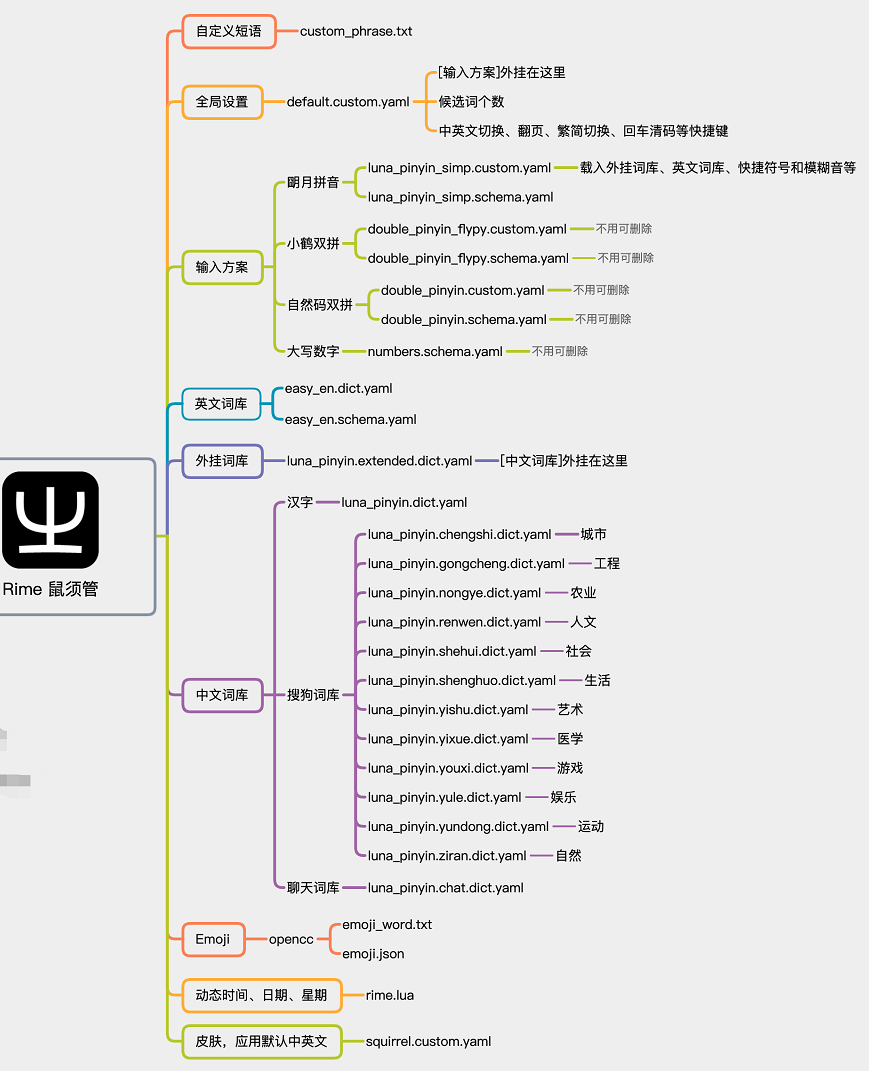 自定义短语
custom_phrase.txt
全局设置
default.custom.yaml
[输入方案]外挂在这里
候选词个数
中英文切换、翻页、繁简切换、回车清码等快捷键
输入方案
朙月拼音
luna_pinyin_simp.custom.yaml
载入外挂词库、英文词库、快捷符号和模糊音等
luna_pinyin_simp.schema.yaml
小鹤双拼
double_pinyin_flypy.custom.yaml
不用可删除
double_pinyin_flypy.schema.yaml
不用可删除
自然码双拼
double_pinyin.custom.yaml
不用可删除
double_pinyin.schema.yaml
不用可删除
大写数字
numbers.schema.yaml
不用可删除
英文词库
easy_en.dict.yaml
easy_en.schema.yaml
外挂词库
luna_pinyin.extended.dict.yaml
[中文词库]外挂在这里
Rime 鼠须管
中文词库
汉字
luna_pinyin.dict.yaml
搜狗词库
luna_pinyin.chengshi.dict.yaml
城市
luna_pinyin.gongcheng.dict.yaml
工程
luna_pinyin.nongye.dict.yaml
农业
luna_pinyin.renwen.dict.yaml
人文
luna_pinyin.shehui.dict.yaml
社会
luna_pinyin.shenghuo.dict.yaml
生活
luna_pinyin.yishu.dict.yaml
艺术
luna_pinyin.yixue.dict.yaml
医学
luna_pinyin.youxi.dict.yaml
游戏
luna_pinyin.yule.dict.yaml
娱乐
luna_pinyin.yundong.dict.yaml
运动
luna_pinyin.ziran.dict.yaml
自然
聊天词库
luna_pinyin.chat.dict.yaml
Emoji
opencc
emoji_word.txt
emoji.json
动态时间、日期、星期
rime.lua
皮肤，应用默认中英文
squirrel.custom.yaml